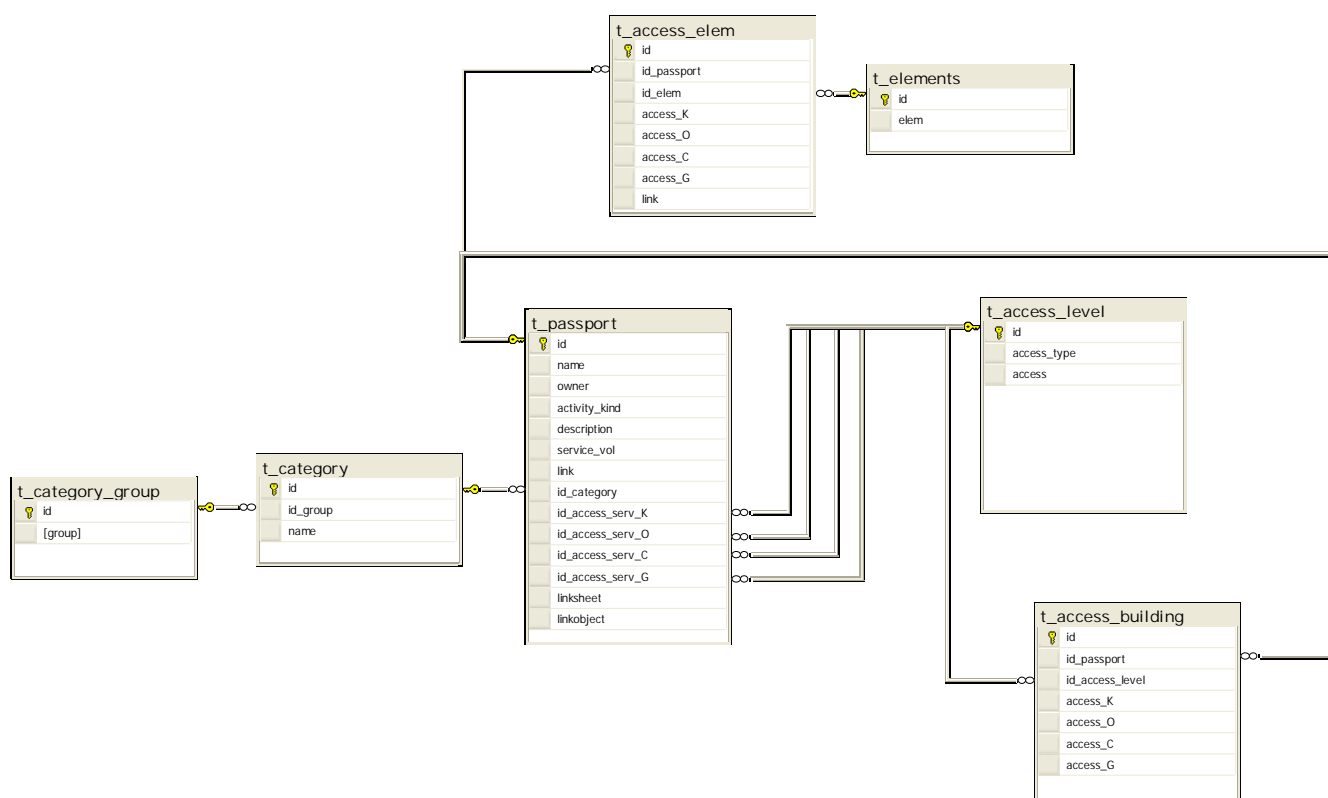 t_access_elem
id
id_passport
id_elem
access_K
access_O
access_C
access_G
link
t_elements
id
elem
t_passport
id
name
owner
activity_kind
description
service_vol
link
id_category
id_access_serv_K
id_access_serv_O
id_access_serv_C
id_access_serv_G
linksheet
linkobject
t_access_level
id
access_type
access
t_category_group
id
[group]
t_category
id
id_group
name
t_access_building
id
id_passport
id_access_level
access_K
access_O
access_C
access_G